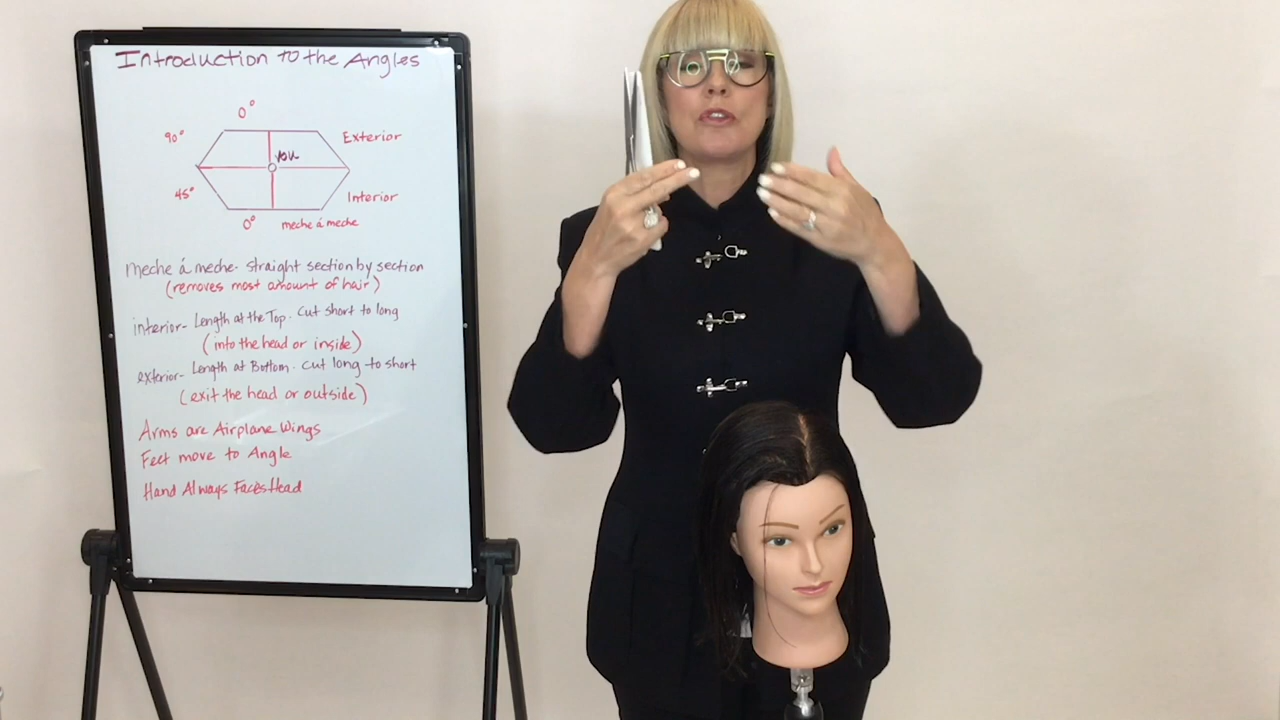 Introduction to the Angles
0°
90°
Exterior
you
45°
Interior
0°
meche á meche
meche á meche- straight section by section
(removes most amount of hair)
interior- Length at the Top. Cut short to long
(into the head or inside)
exterior- Length at Bottom. Cut long to short
(exit the head or outside)
Arms are Airplane Wings
Feet move to Angle
Hand Always Faces Head